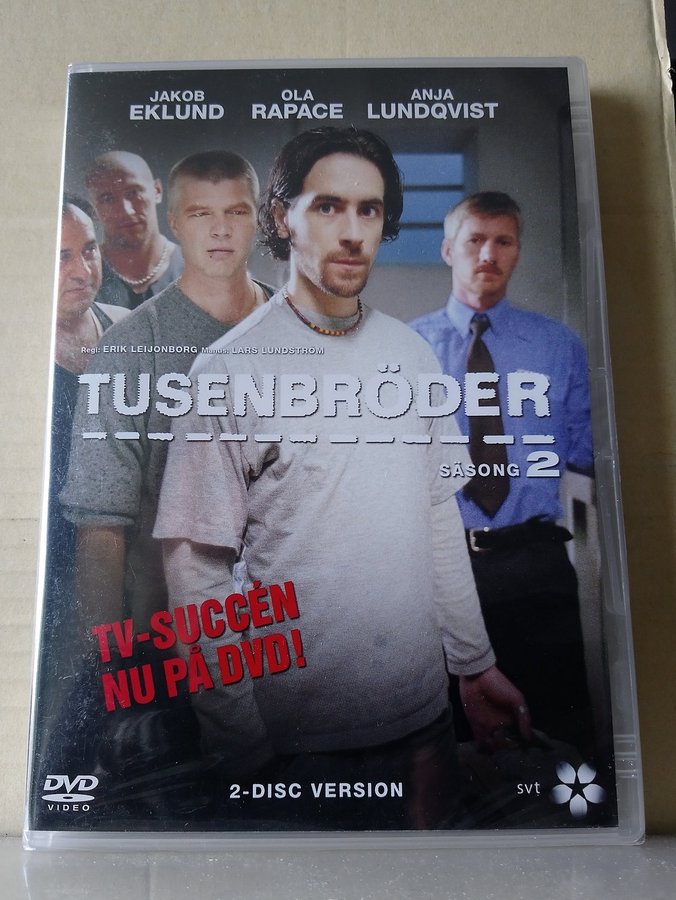 JAKOB EKLUND
OLA RAPACE
ANJA LUNDQVIST
Regi: ERIK LEIJONBORG Manus: LARS LUNDSTRÖM
TUSENBRÖDER
SÄSONG 2
TV-SUCCÉN
NU PÅ DVD!
DVD
VIDEO
2-DISC VERSION
svt